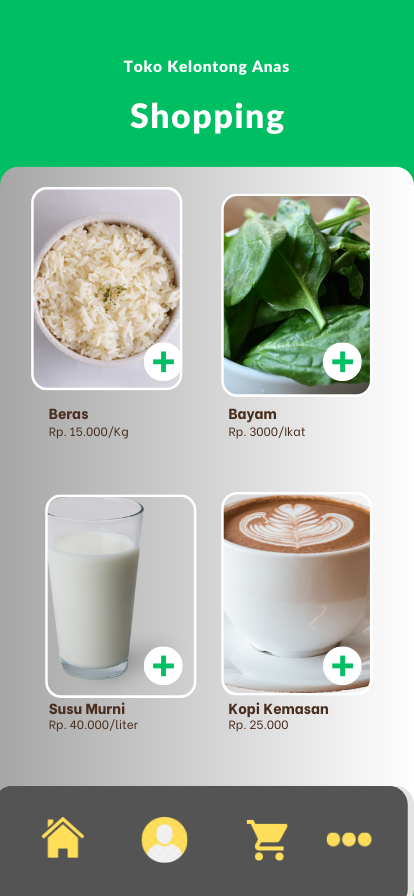 Toko Kelontong Anas
Shopping
Beras
Rp. 15.000/Kg
Bayam
Rp. 3000/Ikat
Susu Murni
Rp. 40.000/liter
Kopi Kemasan
Rp. 25.000